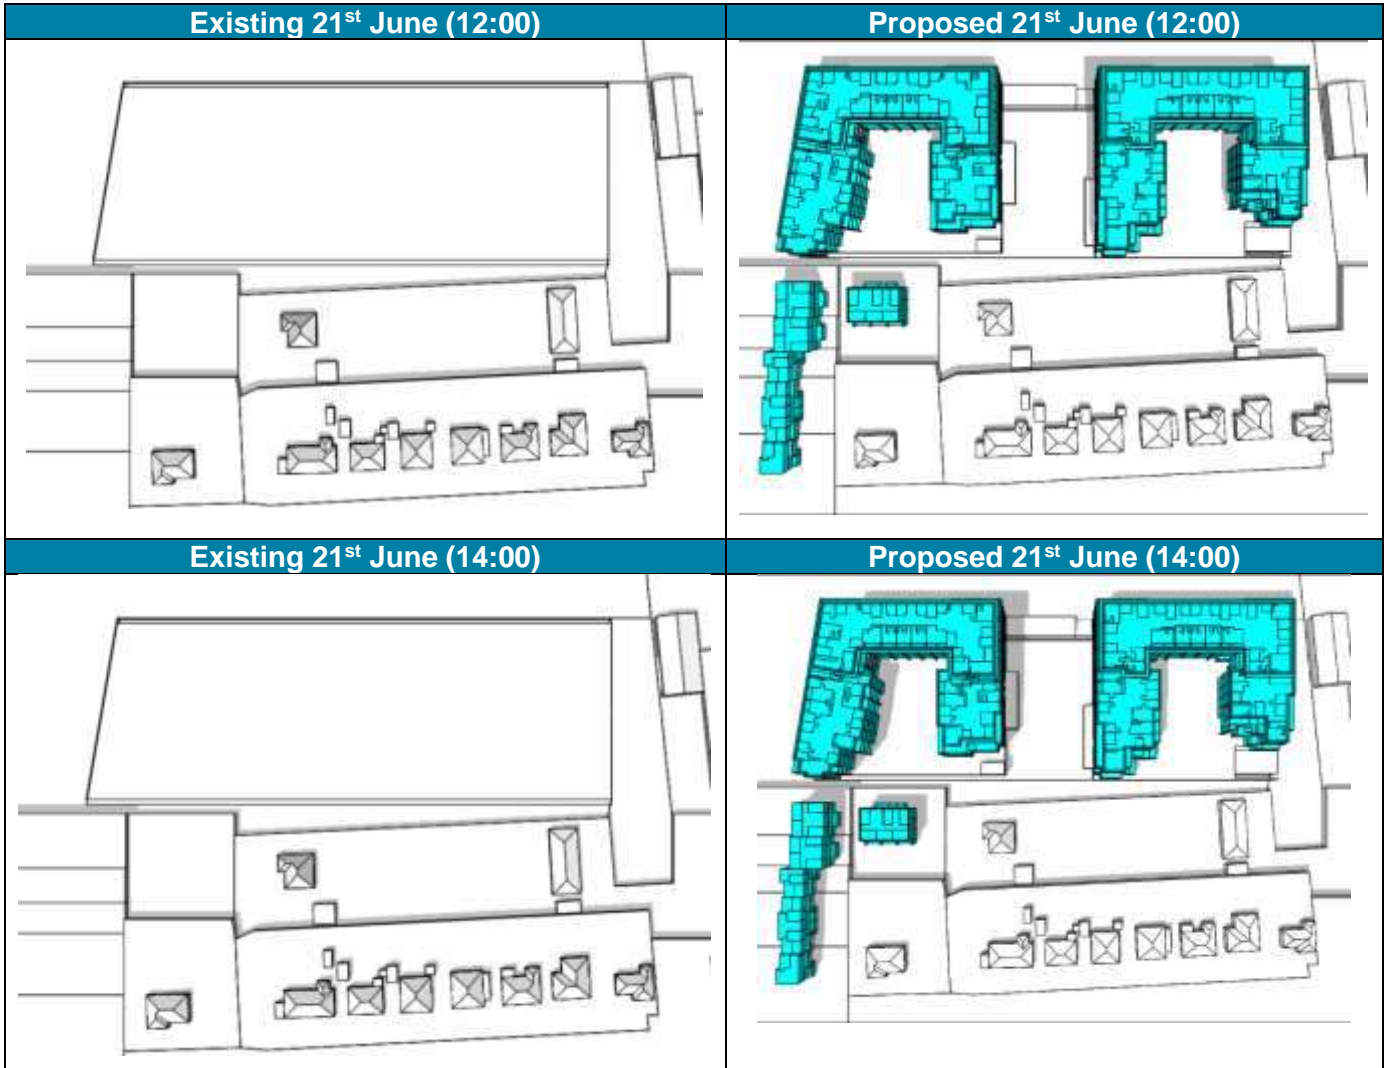 Existing 21st June (12:00)
Proposed 21st June (12:00)
Existing 21st June (14:00)
Proposed 21st June (14:00)